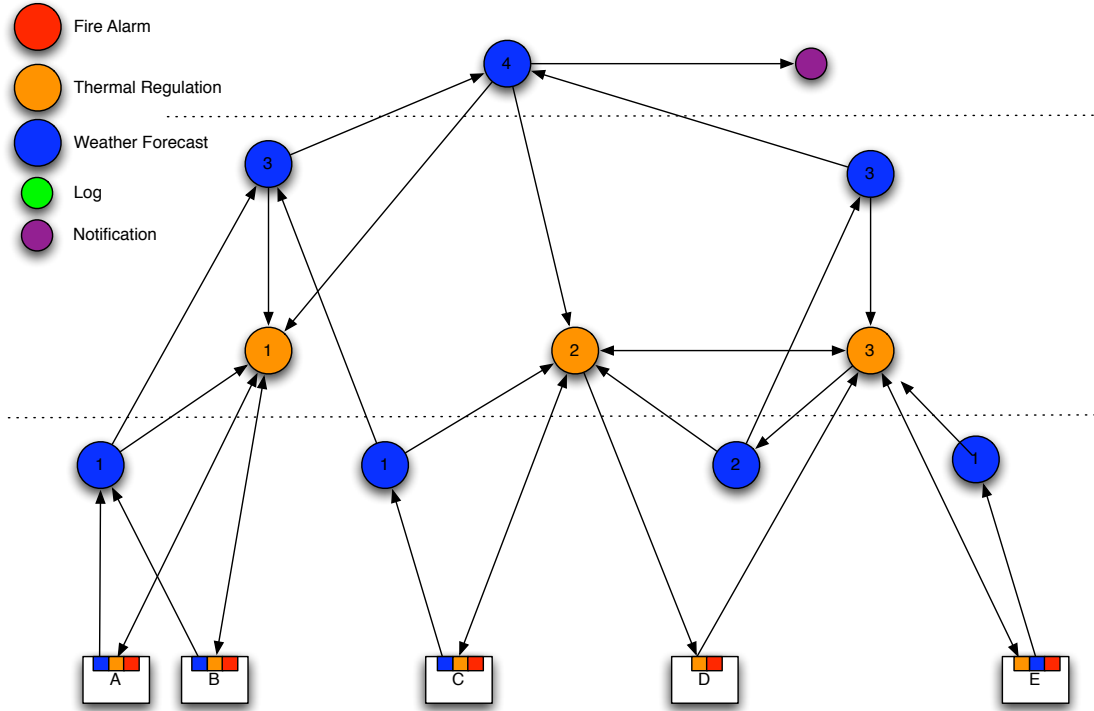 Fire Alarm
4
Thermal Regulation
Weather Forecast
3
3
Log
Notification
1
2
3
1
1
2
1
A
B
C
D
E